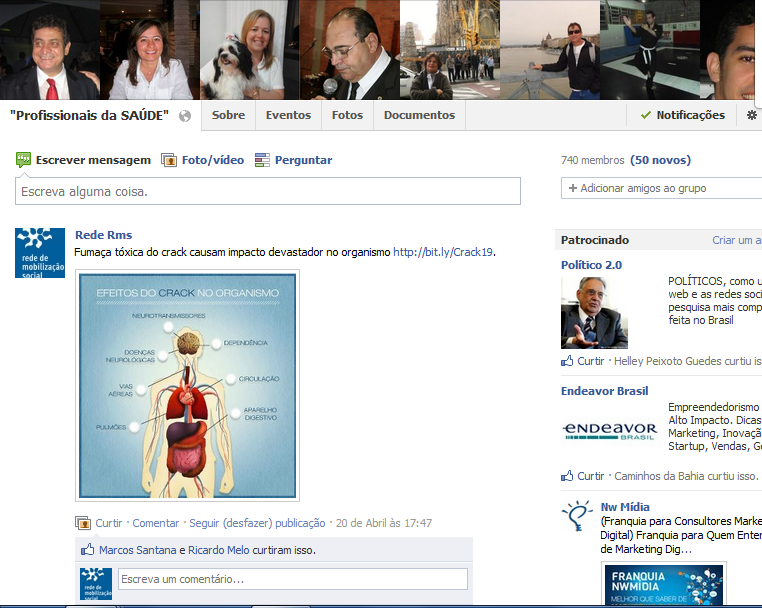 "Profissionais da SAÚDE"
Sobre
Eventos
Fotos
Documentos
Notificações
Escrever mensagem
Foto/vídeo
Perguntar
Escreva alguma coisa.
740 membros (50 novos)
+ Adicionar amigos ao grupo
rede de
mobilização
social
Rede Rms
Fumaça tóxica do crack causam impacto devastador no organismo http://bit.ly/Crack19.
EFEITOS DO CRACK NO ORGANISMO
NEUROTRANSMISSORES
DEPENDÊNCIA
DOENÇAS
NEUROLÓGICAS
CIRCULAÇÃO
VIAS
AÉREAS
APARELHO
DIGESTIVO
PULMÕES
Curtir · Comentar · Seguir (desfazer) publicação · 20 de Abril às 17:47
Marcos Santana e Ricardo Melo curtiram isso.
rede de
mobilização
social
Escreva um comentário...
Patrocinado
Criar um a
Político 2.0
POLÍTICOS, como u
web e as redes soci
pesquisa mais comp
feita no Brasil
Curtir · Helley Peixoto Guedes curtiu is
Endeavor Brasil
enDeavor
BRASIL
Empreendedorismo
Alto Impacto. Dicas
Marketing, Inovaçã
Startup, Vendas, Ge
Curtir · Caminhos da Bahia curtiu isso.
Nw Mídia
(Franquia para Consultores Marke
Digital) Franquia para Quem Enter
de Marketing Dig...
FRANQUIA
NWMIDIA
MELHOR QUE SABER DE